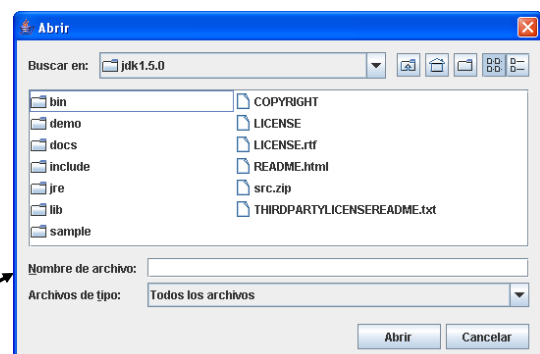 Abrir
Buscar en: jdk1.5.0
bin
demo
docs
include
jre
lib
sample
COPYRIGHT
LICENSE
LICENSE.rtf
README.html
src.zip
THIRDPARTYLICENSEREADME.txt
Nombre de archivo:
Archivos de tipo: Todos los archivos
Abrir Cancelar